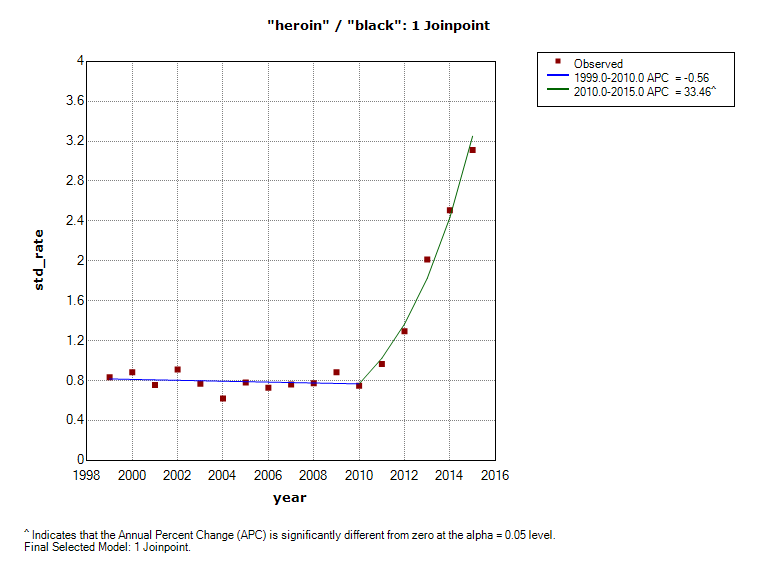 "heroin" / "black": 1 Joinpoint
4
3.6
3.2
2.8
2.4
2
1.6
1.2
0.8
0.4
0
std_rate
1998 2000 2002 2004 2006 2008 2010 2012 2014 2016
year
Observed
1999.0-2010.0 APC = -0.56
2010.0-2015.0 APC = 33.46^
^ Indicates that the Annual Percent Change (APC) is significantly different from zero at the alpha = 0.05 level.
Final Selected Model: 1 Joinpoint.